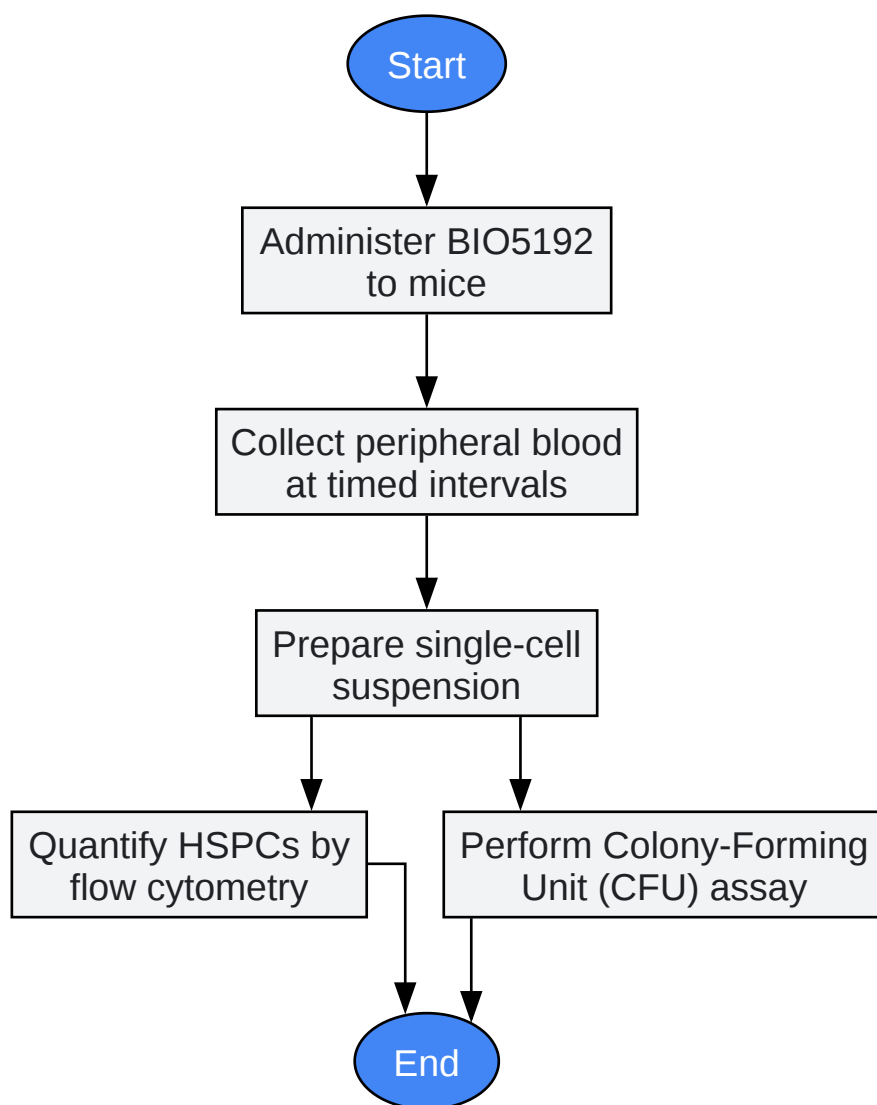 Start
Administer BIO5192
to mice
Collect peripheral blood
at timed intervals
Prepare single-cell
suspension
Quantify HSPCs by
flow cytometry
Perform Colony-Forming
Unit (CFU) assay
End